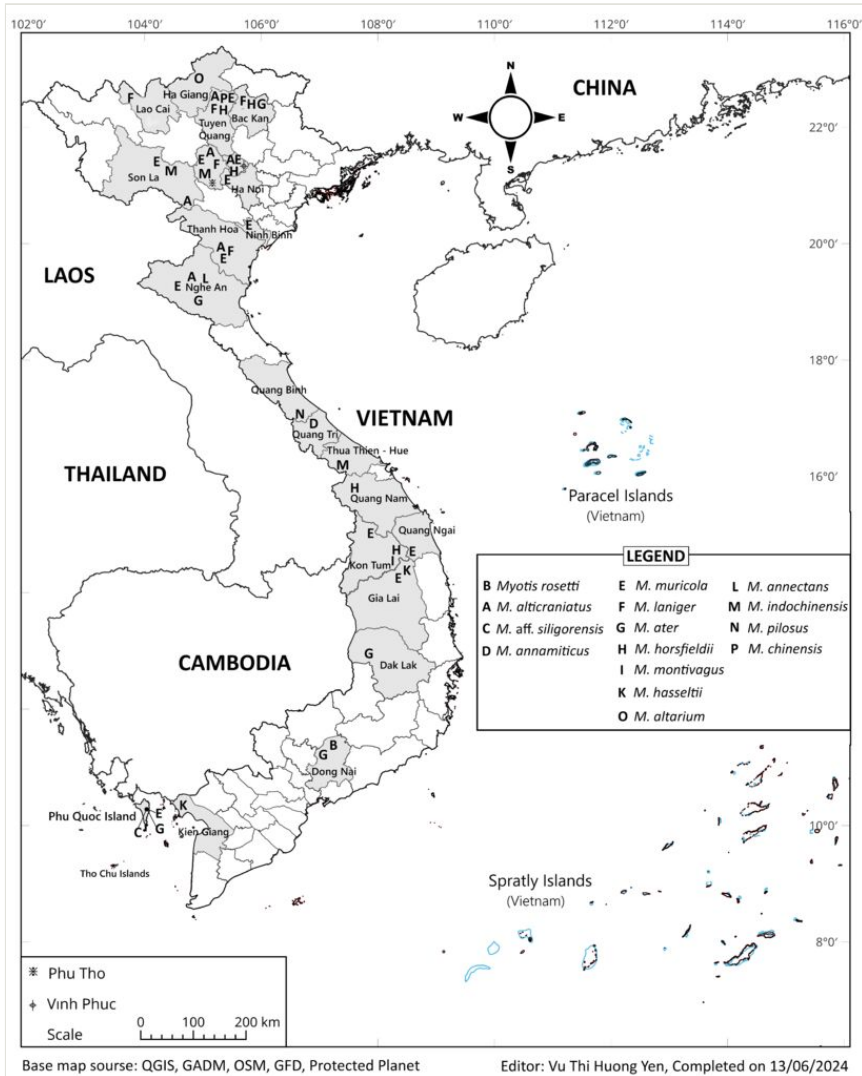 102°0' 104°0' 106°0' 108°0' 110°0' 112°0' 114°0' 116°0'
N
W E
S
CHINA
O
F Ha Giang A P E F H G
Lao Cai F H Bac Kan
Tuyen
Quang
22°0'
A
E F A E
E M H
Son La M E Ha Noi
A
Thanh Hoa E
Ninh Binh
20°0'
A F
E
LAOS
A L
E Nghe An
G
18°0'
Quang Binh
N D
Quang Tri
VIETNAM
Thua Thien - Hue
M
THAILAND
16°0'
Paracel Islands
(Vietnam)
H
Quang Nam
Quang Ngai
E
H E
I
Kon Tum K
E
Gia Lai
LEGEND
B Myotis rosetti
A M. alticraniatus
C M. aff. siligorensis
D M. annamiticus
E M. muricola
F M. laniger
G M. ater
H M. horsfieldii
I M. montivagus
K M. hasseltii
O M. altarium
L M. annectans
M M. indochinensis
N M. pilosus
P M. chinensis
CAMBODIA
G
Dak Lak
B
G
Dong Nai
K
Phu Quoc Island E
C G Kien Giang
10°0'
Tho Chu Islands
Spratly Islands
(Vietnam)
8°0'
Phu Tho
Vinh Phuc
Scale
0 100 200 km
Base map sourse: QGIS, GADM, OSM, GFD, Protected Planet
Editor: Vu Thi Huong Yen, Completed on 13/06/2024